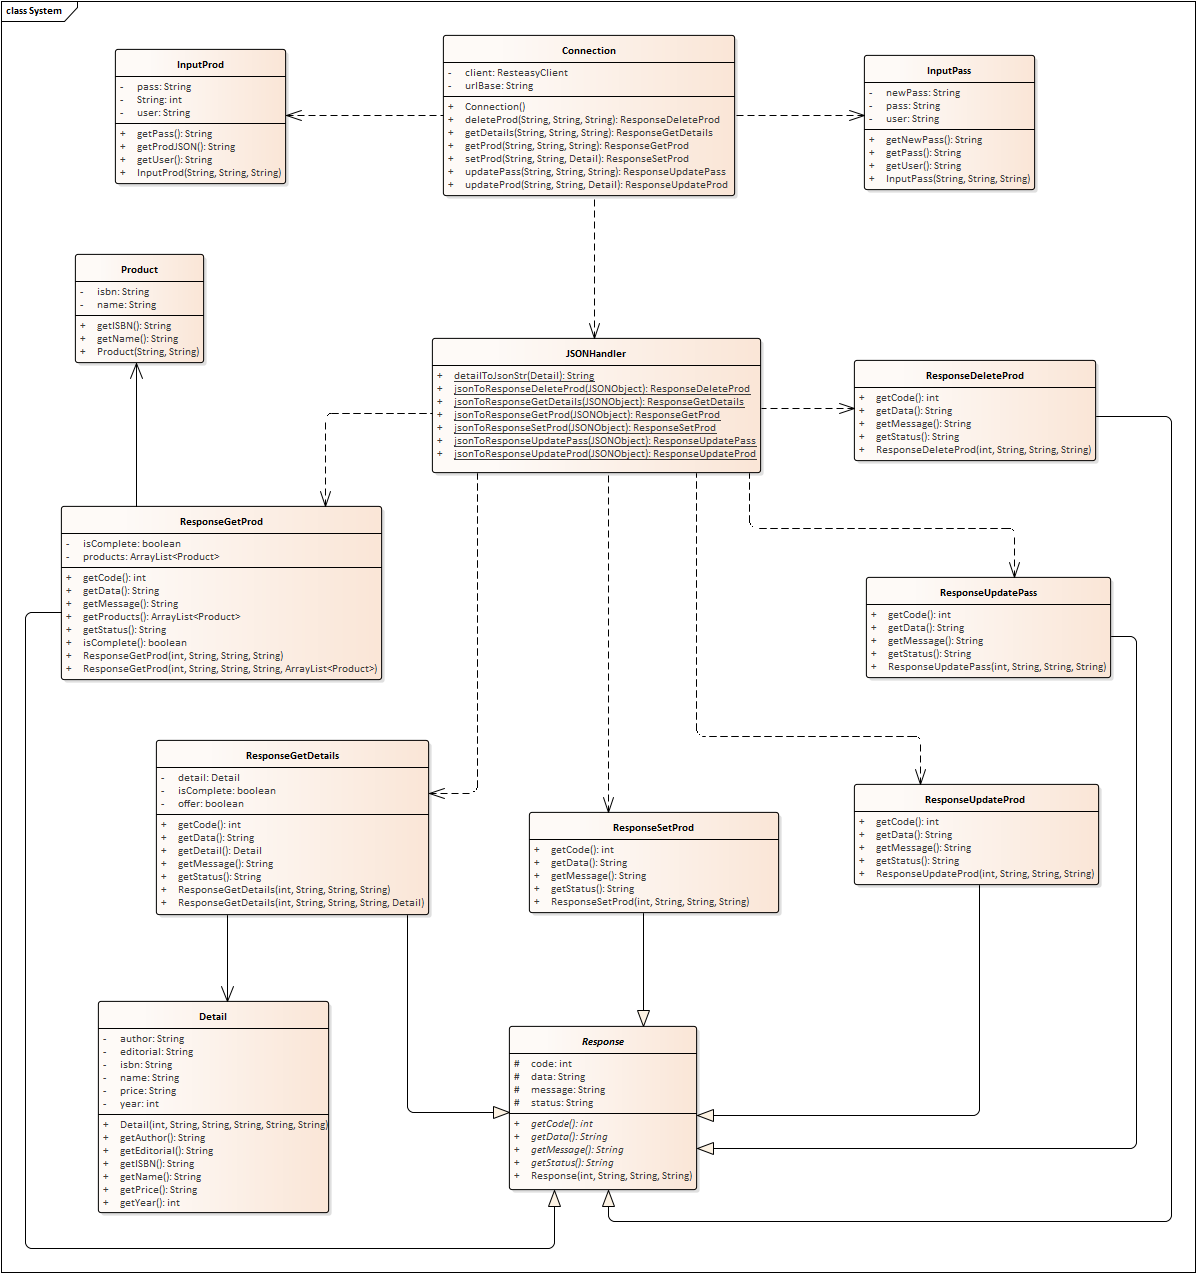 class System
InputProd
- pass: String
- String: int
- user: String
+ getPass(): String
+ getProdJSON(): String
+ getUser(): String
+ InputProd(String, String, String)
Connection
- client: ResteasyClient
- urlBase: String
+ Connection()
+ deleteProd(String, String, String): ResponseDeleteProd
+ getDetails(String, String, String): ResponseGetDetails
+ getProd(String, String, String): ResponseGetProd
+ setProd(String, String, Detail): ResponseSetProd
+ updatePass(String, String, String): ResponseUpdatePass
+ updateProd(String, String, Detail): ResponseUpdateProd
InputPass
- newPass: String
- pass: String
- user: String
+ getNewPass(): String
+ getPass(): String
+ getUser(): String
+ InputPass(String, String, String)
Product
- isbn: String
- name: String
+ getISBN(): String
+ getName(): String
+ Product(String, String)
JSONHandler
+ detailToJsonStr(Detail): String
+ jsonToResponseDeleteProd(JSONObject): ResponseDeleteProd
+ jsonToResponseGetDetails(JSONObject): ResponseGetDetails
+ jsonToResponseGetProd(JSONObject): ResponseGetProd
+ jsonToResponseSetProd(JSONObject): ResponseSetProd
+ jsonToResponseUpdatePass(JSONObject): ResponseUpdatePass
+ jsonToResponseUpdateProd(JSONObject): ResponseUpdateProd
ResponseDeleteProd
+ getCode(): int
+ getData(): String
+ getMessage(): String
+ getStatus(): String
+ ResponseDeleteProd(int, String, String, String)
ResponseGetProd
- isComplete: boolean
- products: ArrayList<Product>
+ getCode(): int
+ getData(): String
+ getMessage(): String
+ getProducts(): ArrayList<Product>
+ getStatus(): String
+ isComplete(): boolean
+ ResponseGetProd(int, String, String, String)
+ ResponseGetProd(int, String, String, String, ArrayList<Product>)
ResponseUpdatePass
+ getCode(): int
+ getData(): String
+ getMessage(): String
+ getStatus(): String
+ ResponseUpdatePass(int, String, String, String)
ResponseGetDetails
- detail: Detail
- isComplete: boolean
- offer: boolean
+ getCode(): int
+ getData(): String
+ getDetail(): Detail
+ getMessage(): String
+ getStatus(): String
+ ResponseGetDetails(int, String, String, String)
+ ResponseGetDetails(int, String, String, String, Detail)
ResponseSetProd
+ getCode(): int
+ getData(): String
+ getMessage(): String
+ getStatus(): String
+ ResponseSetProd(int, String, String, String)
ResponseUpdateProd
+ getCode(): int
+ getData(): String
+ getMessage(): String
+ getStatus(): String
+ ResponseUpdateProd(int, String, String, String)
Detail
- author: String
- editorial: String
- isbn: String
- name: String
- price: String
- year: int
+ Detail(int, String, String, String, String, String)
+ getAuthor(): String
+ getEditorial(): String
+ getISBN(): String
+ getName(): String
+ getPrice(): String
+ getYear(): int
Response
# code: int
# data: String
# message: String
# status: String
+ getCode(): int
+ getData(): String
+ getMessage(): String
+ getStatus(): String
+ Response(int, String, String, String)